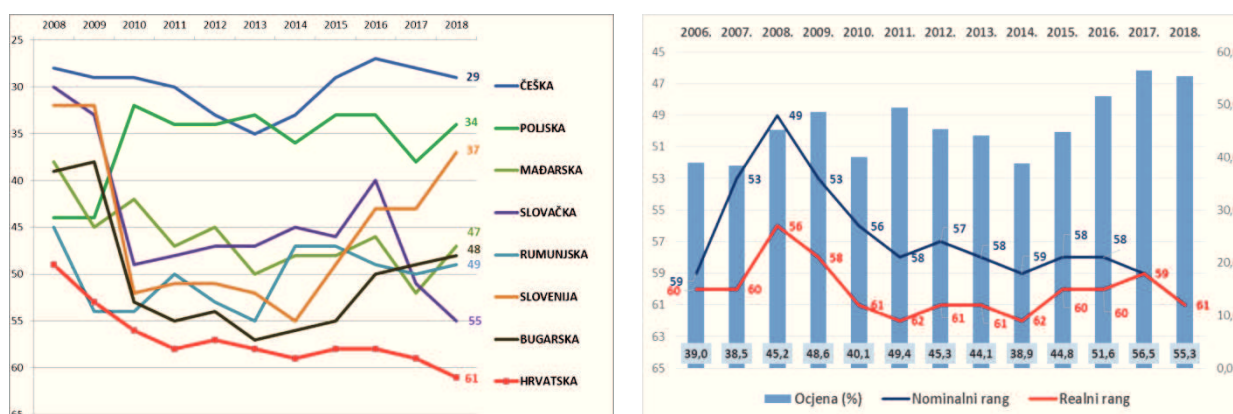 2008 2009 2010 2011 2012 2013 2014 2015 2016 2017 2018
25
30
35
40
45
50
55
60
65
29
34
37
47
48
49
55
61
ČEŠKA
POLJSKA
MAĐARSKA
SLOVAČKA
RUMUNJSKA
SLOVENIJA
BUGARSKA
HRVATSKA
2006. 2007. 2008. 2009. 2010. 2011. 2012. 2013. 2014. 2015. 2016. 2017. 2018.
45
47
49
51
53
55
57
59
61
63
65
59 53 49 53 56 58 57 58 59 58 58 59
60 60 56 58 61 62 61 61 62 60 60 61
39,0 38,5 45,2 48,6 40,1 49,4 45,3 44,1 38,9 44,8 51,6 56,5 55,3
Ocjena (%) Nominalni rang Realni rang